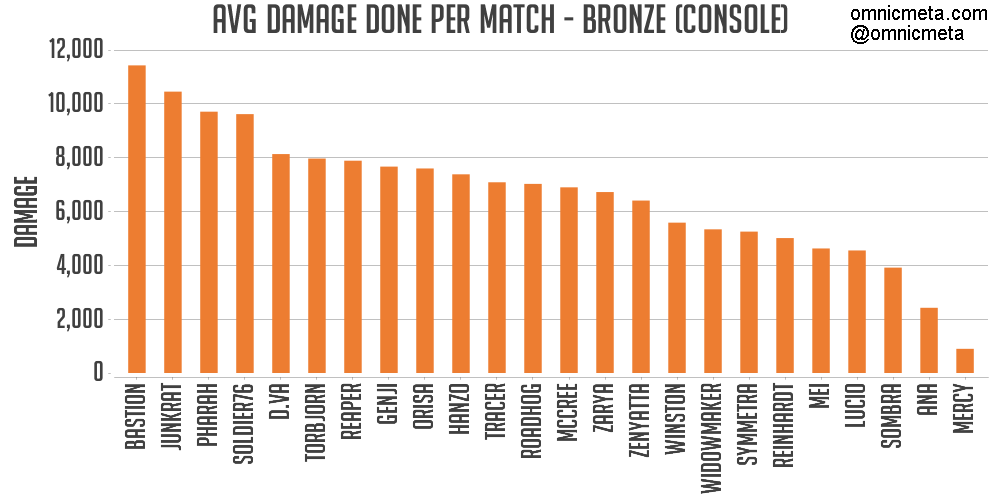 AVG DAMAGE DONE PER MATCH - BRONZE (CONSOLE)
omnicmeta.com
@omnicmeta
12,000
10,000
8,000
6,000
4,000
2,000
0
DAMAGE
BASTION
JUNKRAT
PHARAH
SOLDIER76
D.VA
TORBJORN
REAPER
GENJI
ORISA
HANZO
TRACER
ROADHOG
MCCREE
ZARYA
ZENYATTA
WINSTON
WIDOWMAKER
SYMMETRA
REINHARDT
MEI
LUCIO
SOMBRA
ANA
MERCY